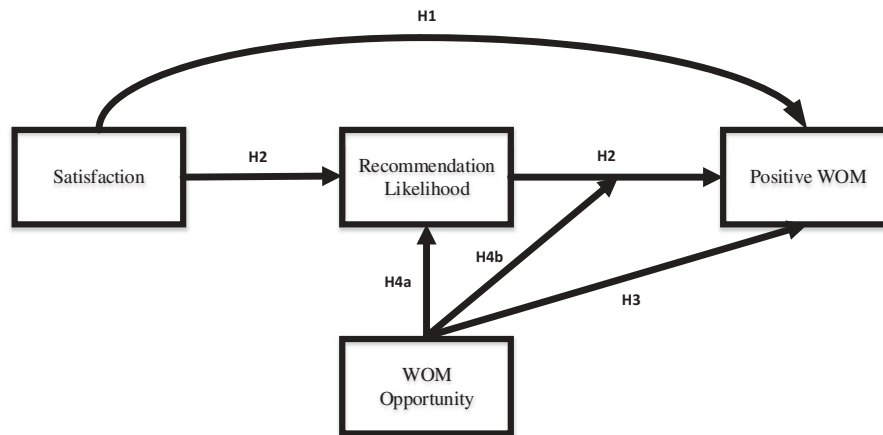 H1
Satisfaction
H2
Recommendation
Likelihood
H2
Positive WOM
H4a
H4b
H3
WOM
Opportunity